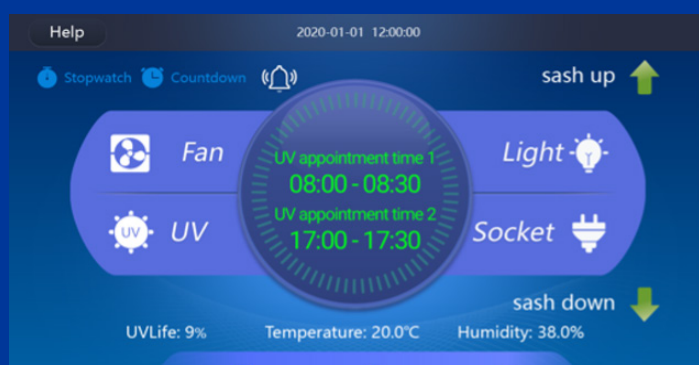 Help 2020-01-01 12:00:00
Stopwatch Countdown sash up
Fan Light
UV appointment time 1
08:00 - 08:30
UV appointment time 2
17:00 - 17:30
UV UV Socket
sash down
UVLife: 9% Temperature: 20.0℃ Humidity: 38.0%